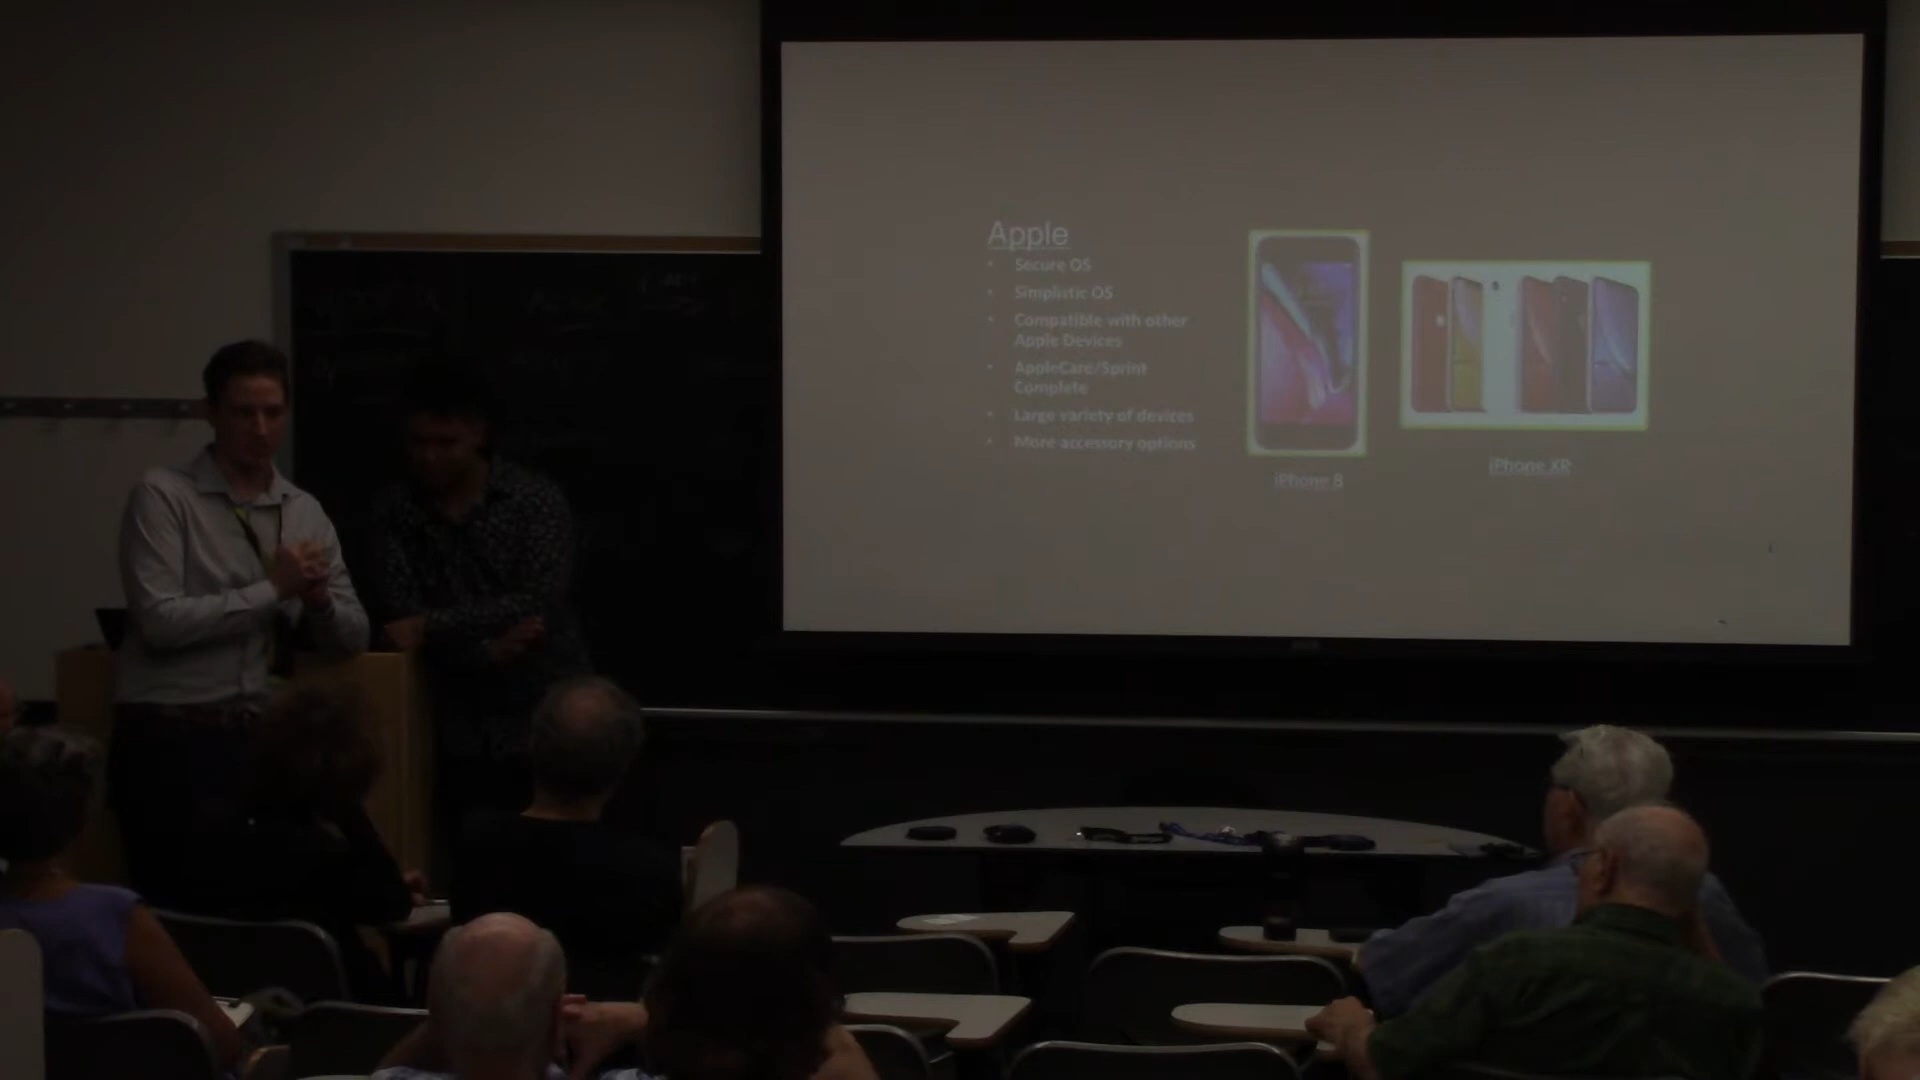 Apple
• Secure OS
• Simplistic OS
• Compatible with other
Apple Devices
• AppleCare/Sprint
Complete
• Large variety of devices
• More accessory options
iPhone 8
iPhone XR